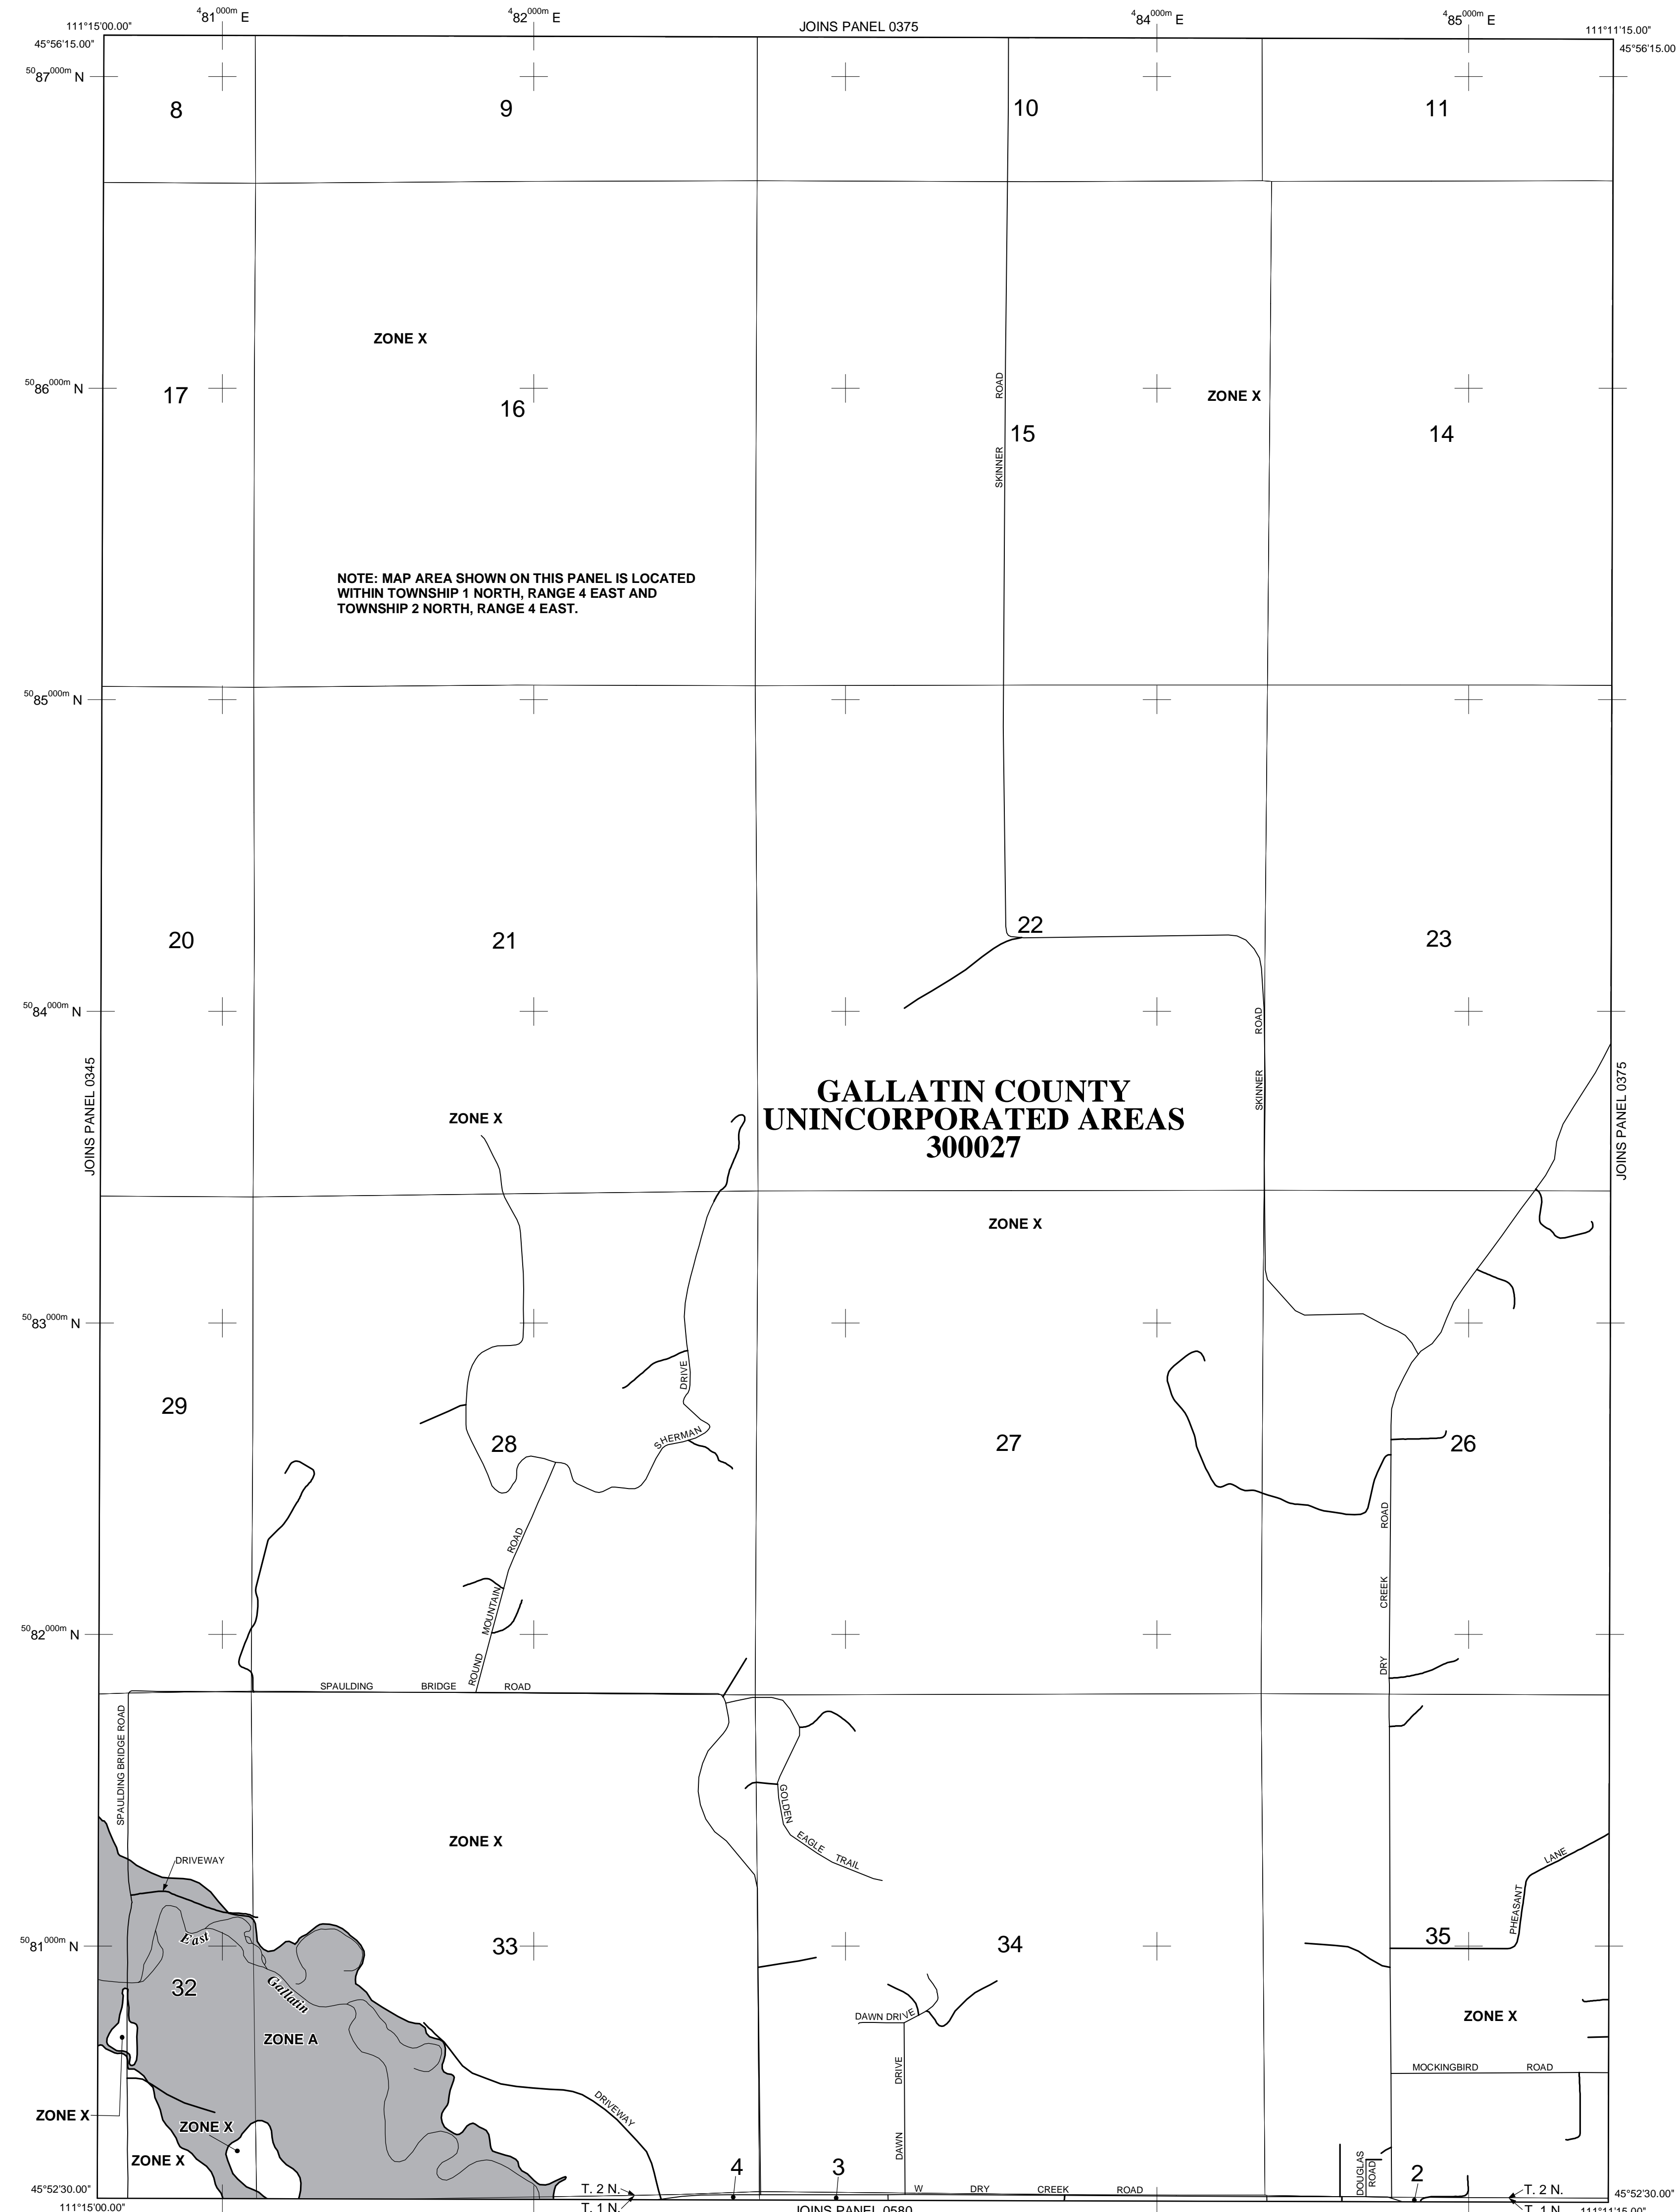 481000m E
482000m E
JOINS PANEL 0375
484000m E
485000m E
111°15'00.00"
111°11'15.00"
45°56'15.00"
45°56'15.00
5087000m N
8
9
10
11
ZONE X
5086000m N
17
16
ROAD
SKINNER
15
ZONE X
14
NOTE: MAP AREA SHOWN ON THIS PANEL IS LOCATED
WITHIN TOWNSHIP 1 NORTH, RANGE 4 EAST AND
TOWNSHIP 2 NORTH, RANGE 4 EAST.
5085000m N
20
21
22
23
5084000m N
SKINNER ROAD
JOINS PANEL 0345
JOINS PANEL 0375
GALLATIN COUNTY
UNINCORPORATED AREAS
300027
ZONE X
ZONE X
5083000m N
29
28
SHERMAN DRIVE
27
26
ROUND MOUNTAIN ROAD
DRY CREEK ROAD
5082000m N
SPAULDING BRIDGE ROAD
SPAULDING BRIDGE ROAD
GOLDEN EAGLE TRAIL
ZONE X
DRIVEWAY
PHEASANT LANE
5081000m N
East
Gallatin
32
33
34
35
ZONE A
DAWN DRIVE
DAWN DRIVE
ZONE X
MOCKINGBIRD ROAD
ZONE X
ZONE X
ZONE X
DRIVEWAY
DOUGLAS
ROAD
4
3
2
45°52'30.00"
T. 2 N.
W DRY CREEK ROAD
T. 2 N.
45°52'30.00"
111°15'00.00"
T. 1 N.
JOINS PANEL 0580
T. 1 N.
111°11'15.00"